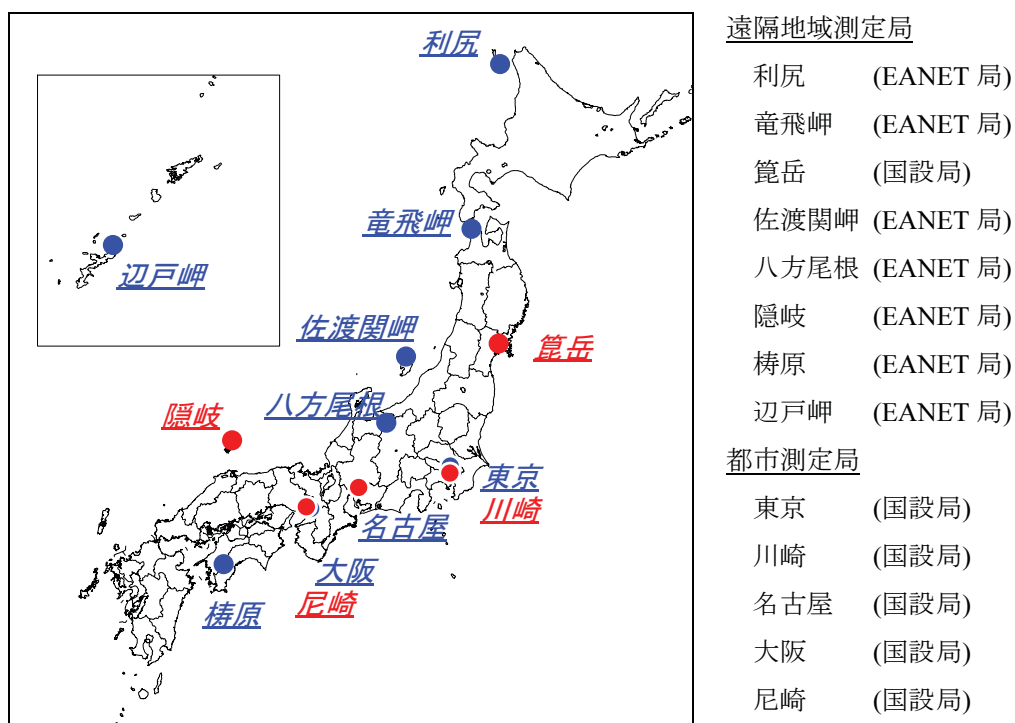 利尻
竜飛岬
辺戸岬
佐渡関岬
箆岳
八方尾根
隠岐
東京
川崎
名古屋
大阪
尼崎
梼原
遠隔地域測定局
利尻 (EANET 局)
竜飛岬 (EANET 局)
箆岳 (国設局)
佐渡関岬 (EANET 局)
八方尾根 (EANET 局)
隠岐 (EANET 局)
梼原 (EANET 局)
辺戸岬 (EANET 局)
都市測定局
東京 (国設局)
川崎 (国設局)
名古屋 (国設局)
大阪 (国設局)
尼崎 (国設局)